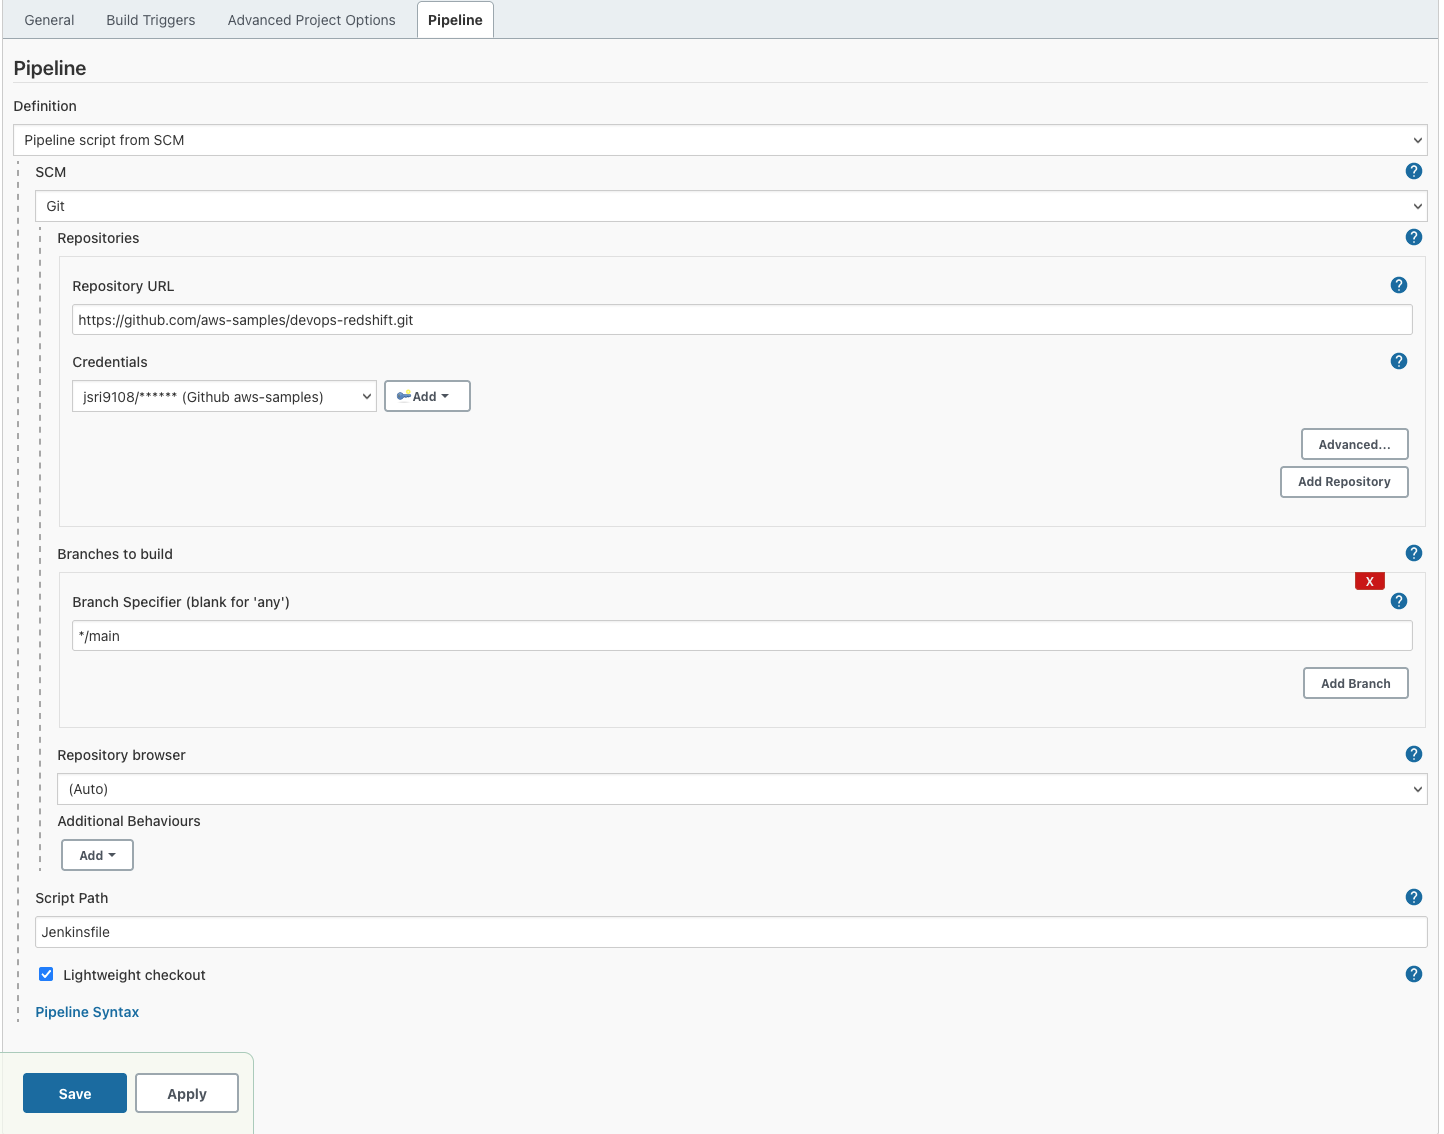 General Build Triggers Advanced Project Options Pipeline
Pipeline
Definition
Pipeline script from SCM
SCM
?
Git
Repositories
?
Repository URL
?
https://github.com/aws-samples/devops-redshift.git
Credentials
?
jsri9108/****** (Github aws-samples)
Add
Advanced...
Add Repository
Branches to build
?
X
Branch Specifier (blank for 'any')
?
*/main
Add Branch
Repository browser
?
(Auto)
Additional Behaviours
Add
Script Path
?
Jenkinsfile
Lightweight checkout
?
Pipeline Syntax
Save Apply